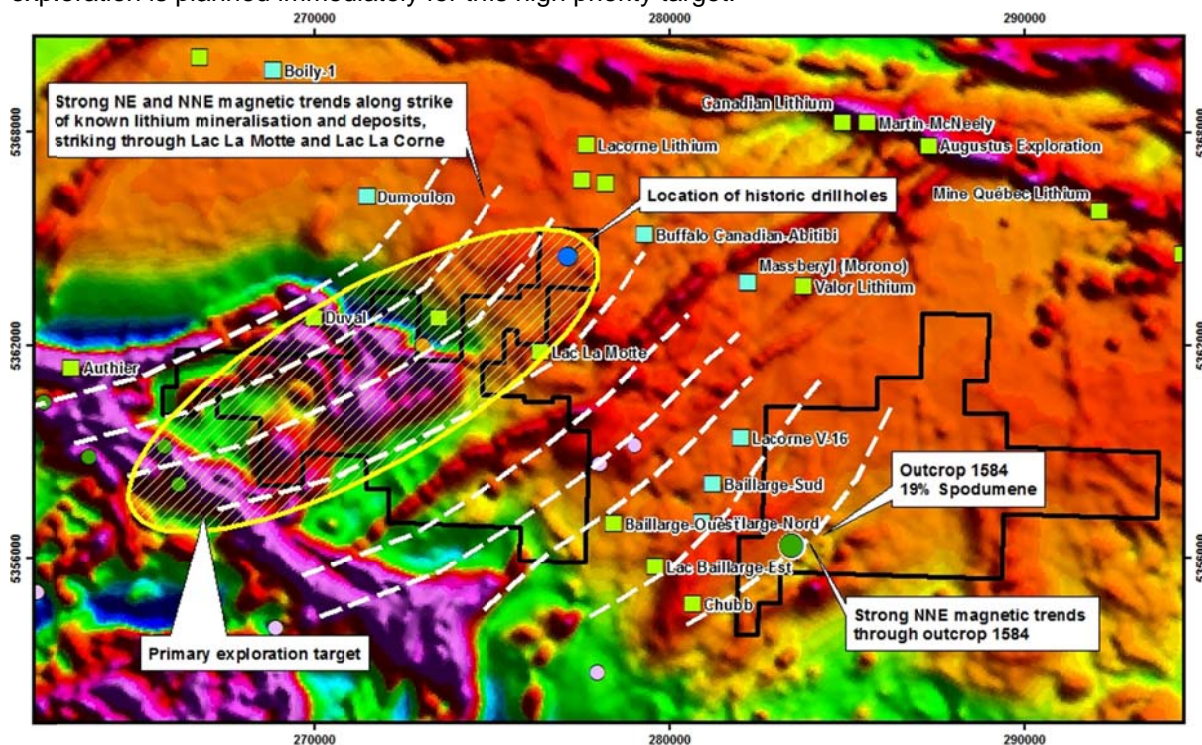 exploration is planned immediately for this high priority target.
270000
280000
290000
Boily-1
Strong NE and NNE magnetic trends along strike
of known lithium mineralisation and deposits,
striking through Lac La Motte and Lac La Corne
Canadian Lithium
Martin-McNeely
5368000
5368000
Lacorne Lithium
Augustus Exploration
Dumoulon
Location of historic drillholes
Mine Québec Lithium
Buffalo Canadian-Abitibi
Massberyl (Morono)
Valor Lithium
Duval
5362000
5362000
Lac La Motte
Authier
Lacorne V-16
Outcrop 1584
19% Spodumene
Baillarge-Sud
Baillarge-Ouest
llarge-Nord
5356000
5356000
Lac Baillarge-Est
Chubb
Strong NNE magnetic trends
through outcrop 1584
Primary exploration target
270000
280000
290000